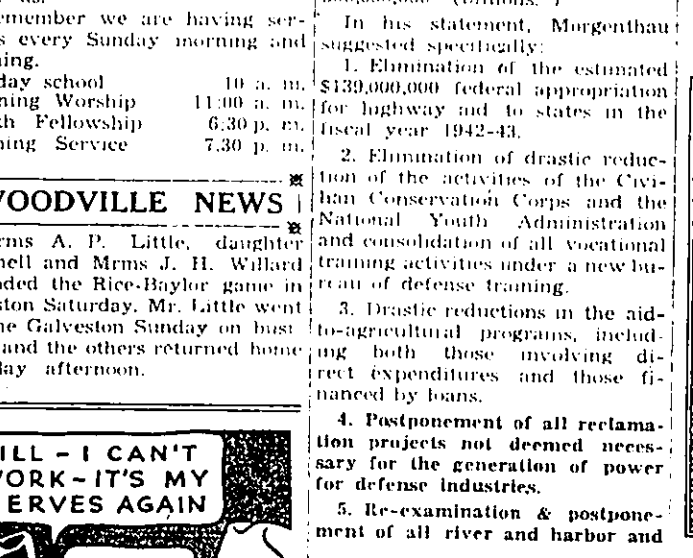 emember we are having ser-
s every Sunday morning and
ning.
day school 10 a. m.
ning Worship 11:00 a. m.
th Fellowship 6:30 p. m.
ning Service 7.30 p. m.
WOODVILLE NEWS
rms A. P. Little, daughter
nell and Mrms J. H. Willard
nded the Rice-Baylor game in
ston Saturday. Mr. Little went
ne Galveston Sunday on busi
and the others returned home
day afternoon.
ILL - I CAN'T
WORK - IT'S MY
ERVES AGAIN
In his statement, Morgenthau
suggested specifically:
1. Elimination of the estimated
$139,000,000 federal appropriation
for highway aid to states in the
fiscal year 1942-43.
2. Elimination of drastic reduc-
tion of the activities of the Civi-
lian Conservation Corps and the
National Youth Administration
and consolidation of all vocational
training activities under a new bu-
reau of defense training.
3. Drastic reductions in the aid-
to-agricultural programs, includ-
ing both those involving di-
rect expenditures and those fi-
nanced by loans.
4. Postponement of all reclama-
tion projects not deemed neces-
sary for the generation of power
for defense industries.
5. Re-examination & postpone-
ment of all river and harbor and